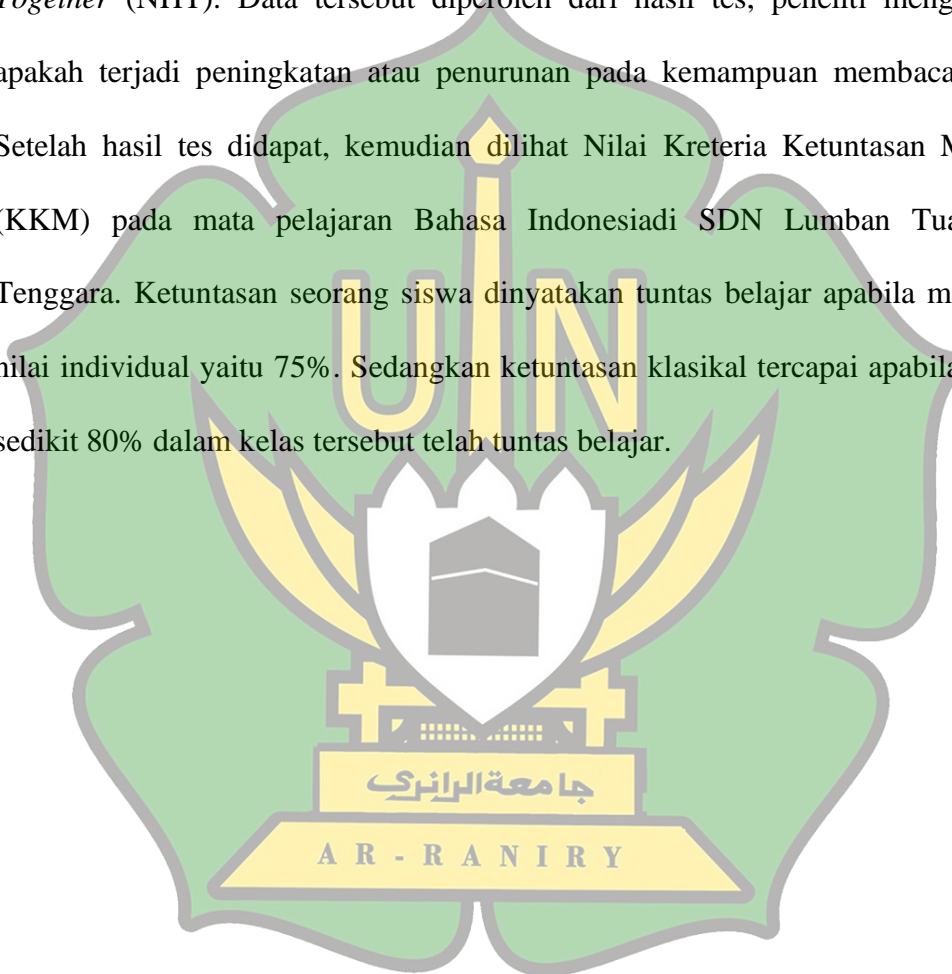 Together (NHT). Data tersebut diperoleh dari hasil tes, peneliti
apakah terjadi peningkatan atau penurunan pada kemampuan membaca
Setelah hasil tes didapat, kemudian dilihat Nilai Kreteria Ketuntasan M
(KKM) pada mata pelajaran Bahasa Indonesiadi SDN Lumban Tua
Tenggara. Ketuntasan seorang siswa dinyatakan tuntas belajar apabila m
nilai individual yaitu 75%. Sedangkan ketuntasan klasikal tercapai apabila
sedikit 80% dalam kelas tersebut telah tuntas belajar.
UIN
جامعةالرانري
AR-RANIRY